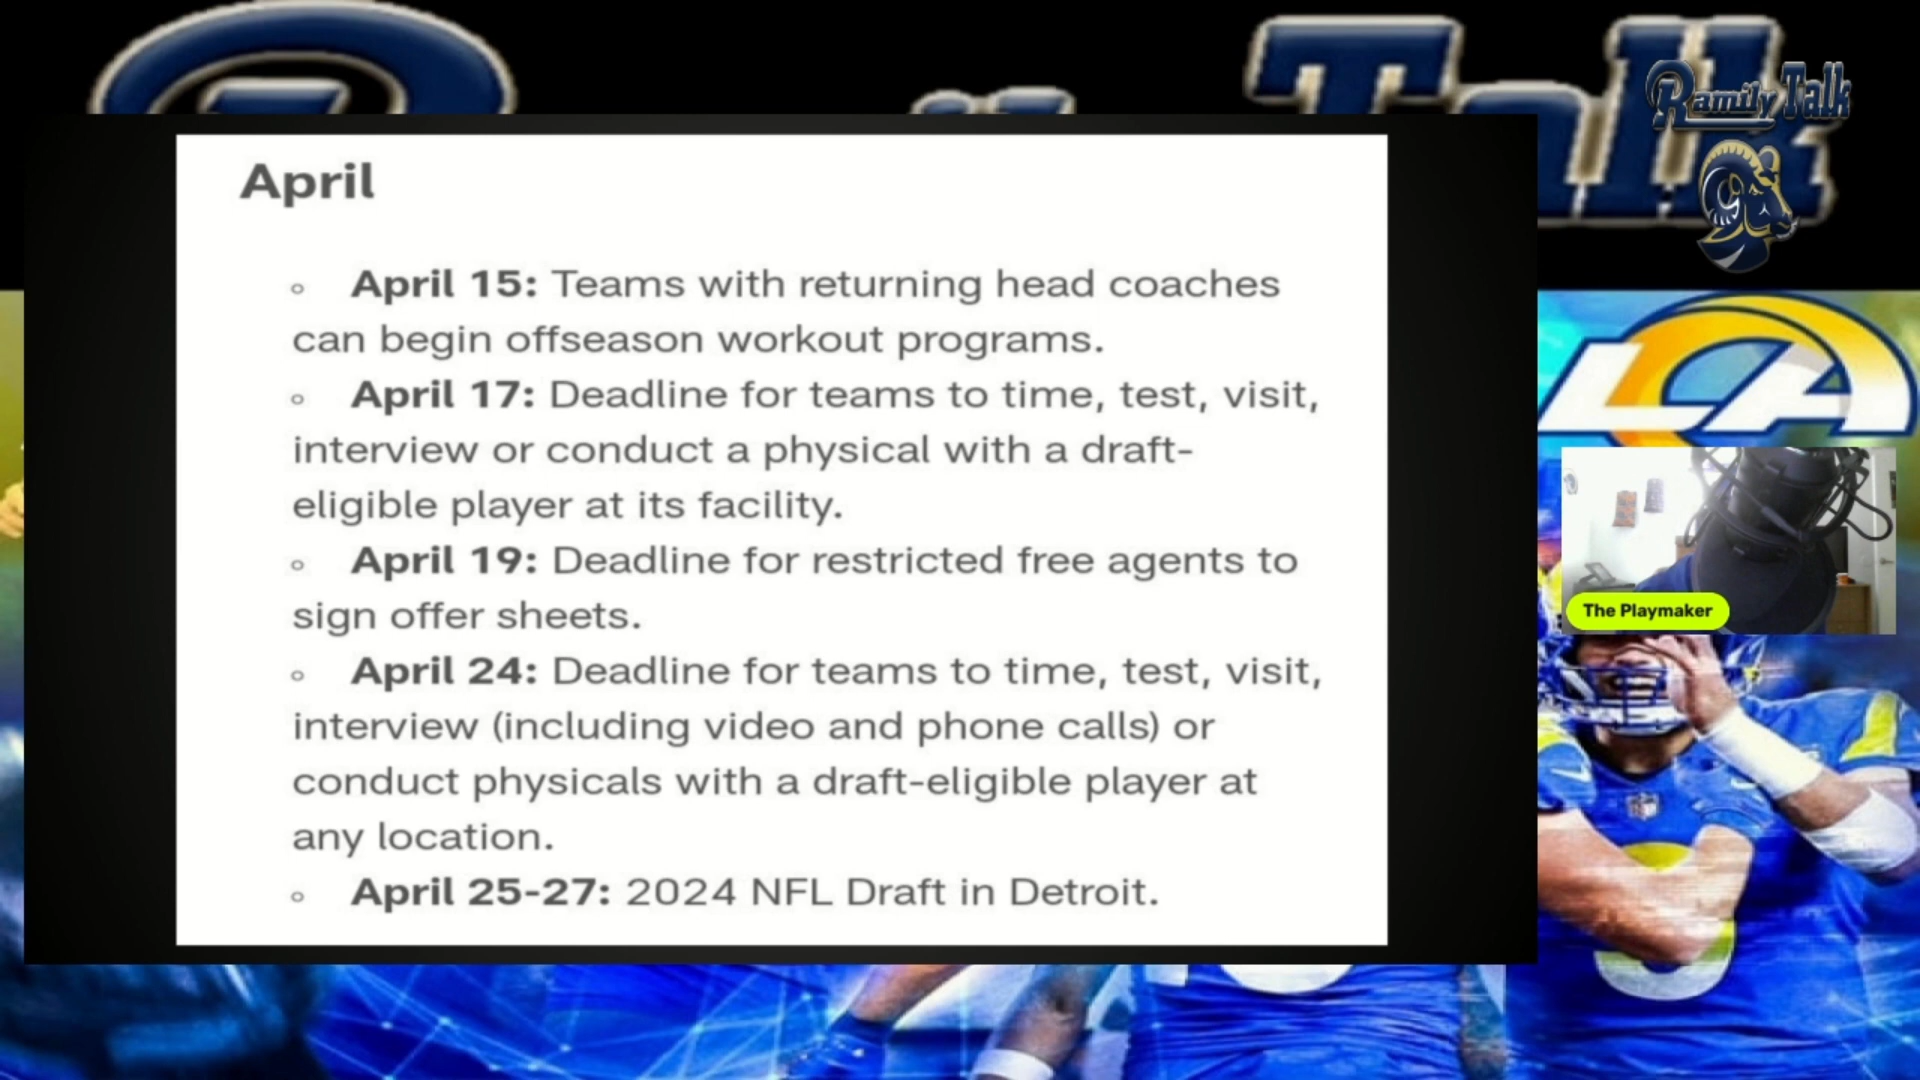 Talk
Ramily Talk
April
April 15: Teams with returning head coaches
can begin offseason workout programs.
April 17: Deadline for teams to time, test, visit,
interview or conduct a physical with a draft-
eligible player at its facility.
April 19: Deadline for restricted free agents to
sign offer sheets.
April 24: Deadline for teams to time, test, visit,
interview (including video and phone calls) or
conduct physicals with a draft-eligible player at
any location.
April 25-27: 2024 NFL Draft in Detroit.
LA
The Playmaker
9